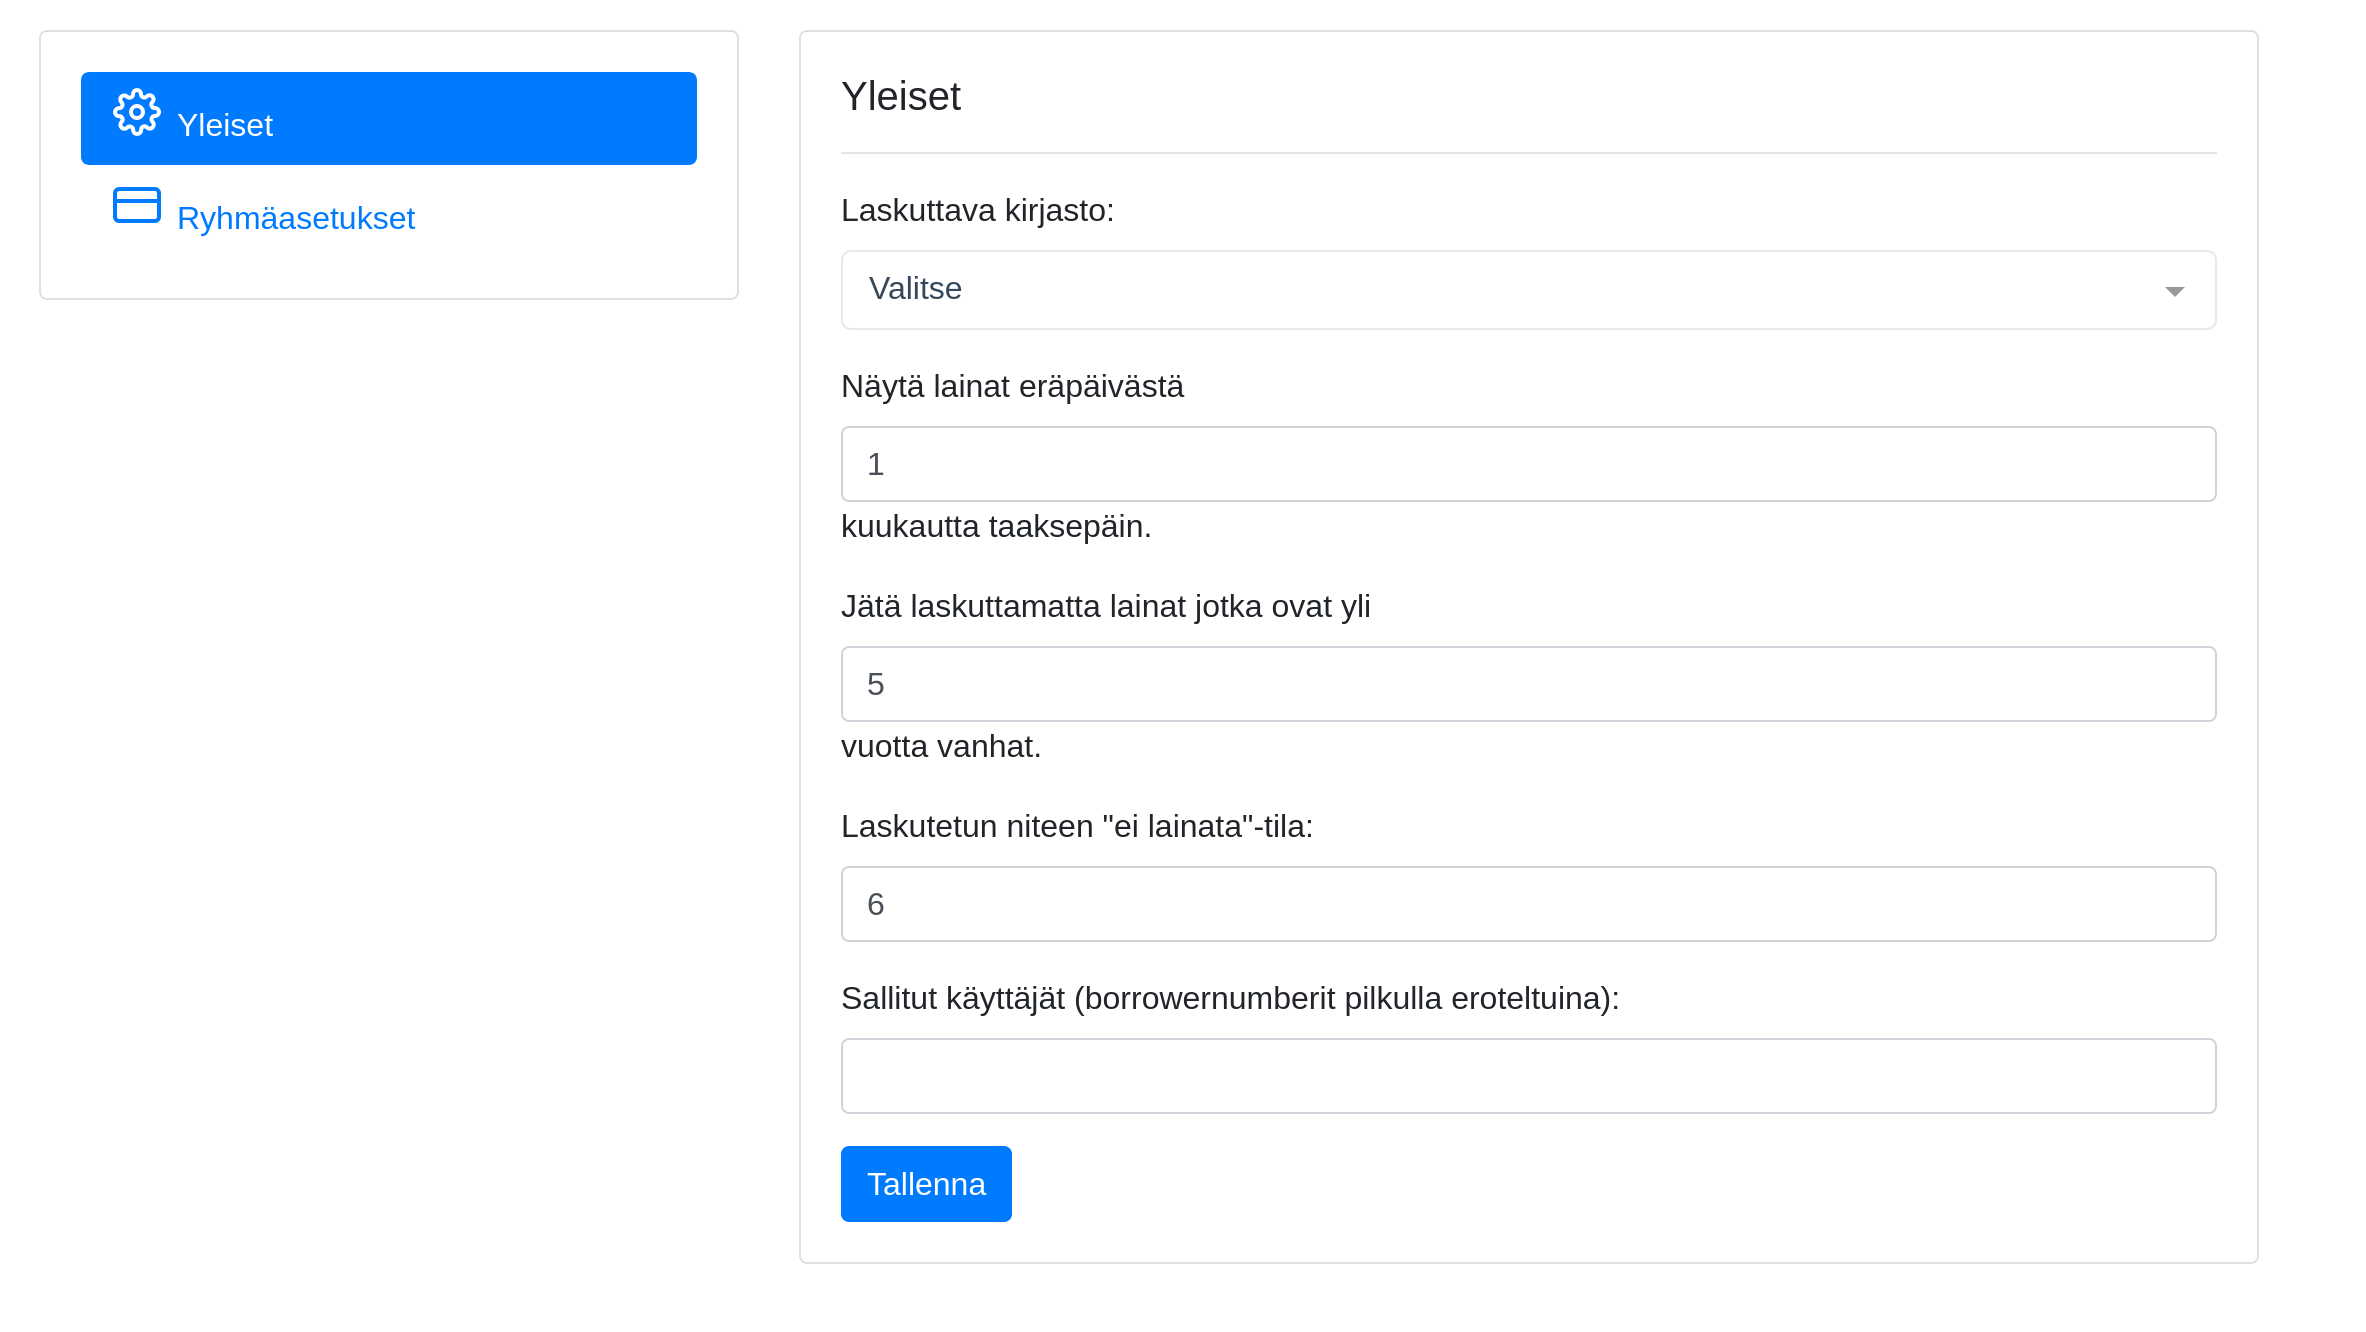 Yleiset
Ryhmäasetukset
Yleiset
Laskuttava kirjasto:
Valitse
Näytä lainat eräpäivästä
1
kuukautta taaksepäin.
Jätä laskuttamatta lainat jotka ovat yli
5
vuotta vanhat.
Laskutetun niteen "ei lainata"-tila:
6
Sallitut käyttäjät (borrowernumberit pilkulla eroteltuina):
Tallenna